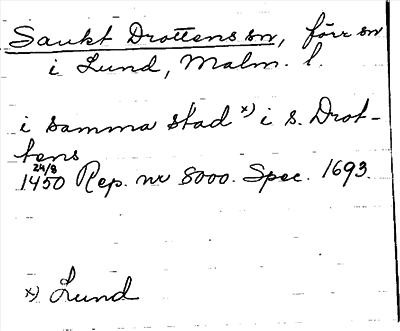 Sankt Drottens sn, förr sn
i Lund, Malm. l.
i samma stad x) i s. Drot-
tens
24/8
1450 Rep. nr 8000. Spec. 1693.
x) Lund